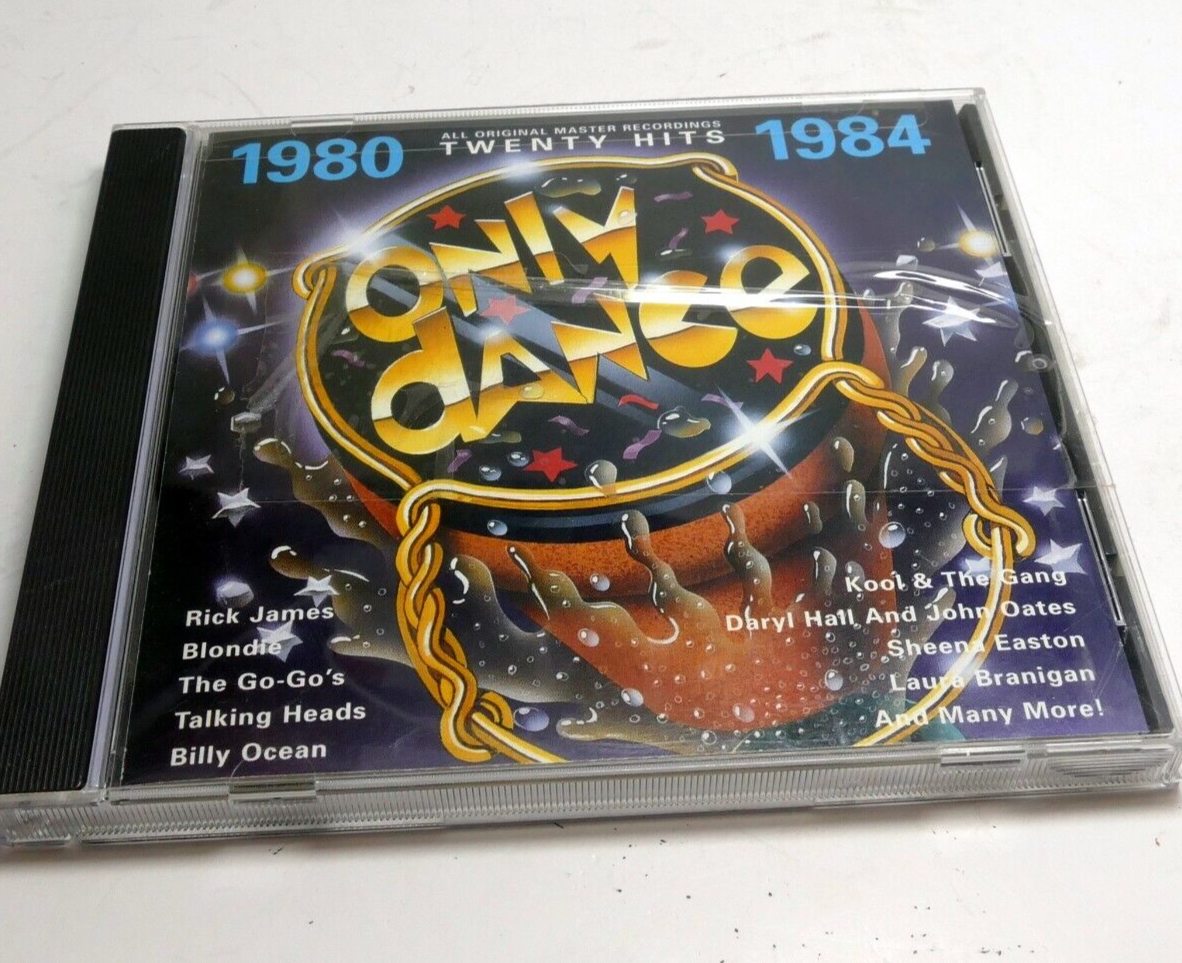 ALL ORIGINAL MASTER RECORDINGS
1980 TWENTY HITS 1984
ONLY
DANCE
Rick James
Blondie
The Go-Go's
Talking Heads
Billy Ocean
Kool & The Gang
Daryl Hall And John Oates
Sheena Easton
Laura Branigan
And Many More!